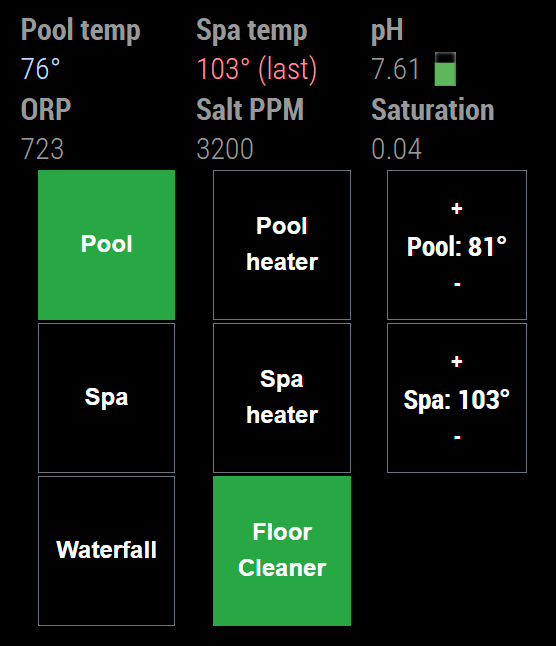 Pool temp Spa temp pH
76° 103° (last) 7.61
ORP Salt PPM Saturation
723 3200 0.04
Pool
Pool
heater
+
Pool: 81°
-
Spa
Spa
heater
+
Spa: 103°
-
Waterfall
Floor
Cleaner